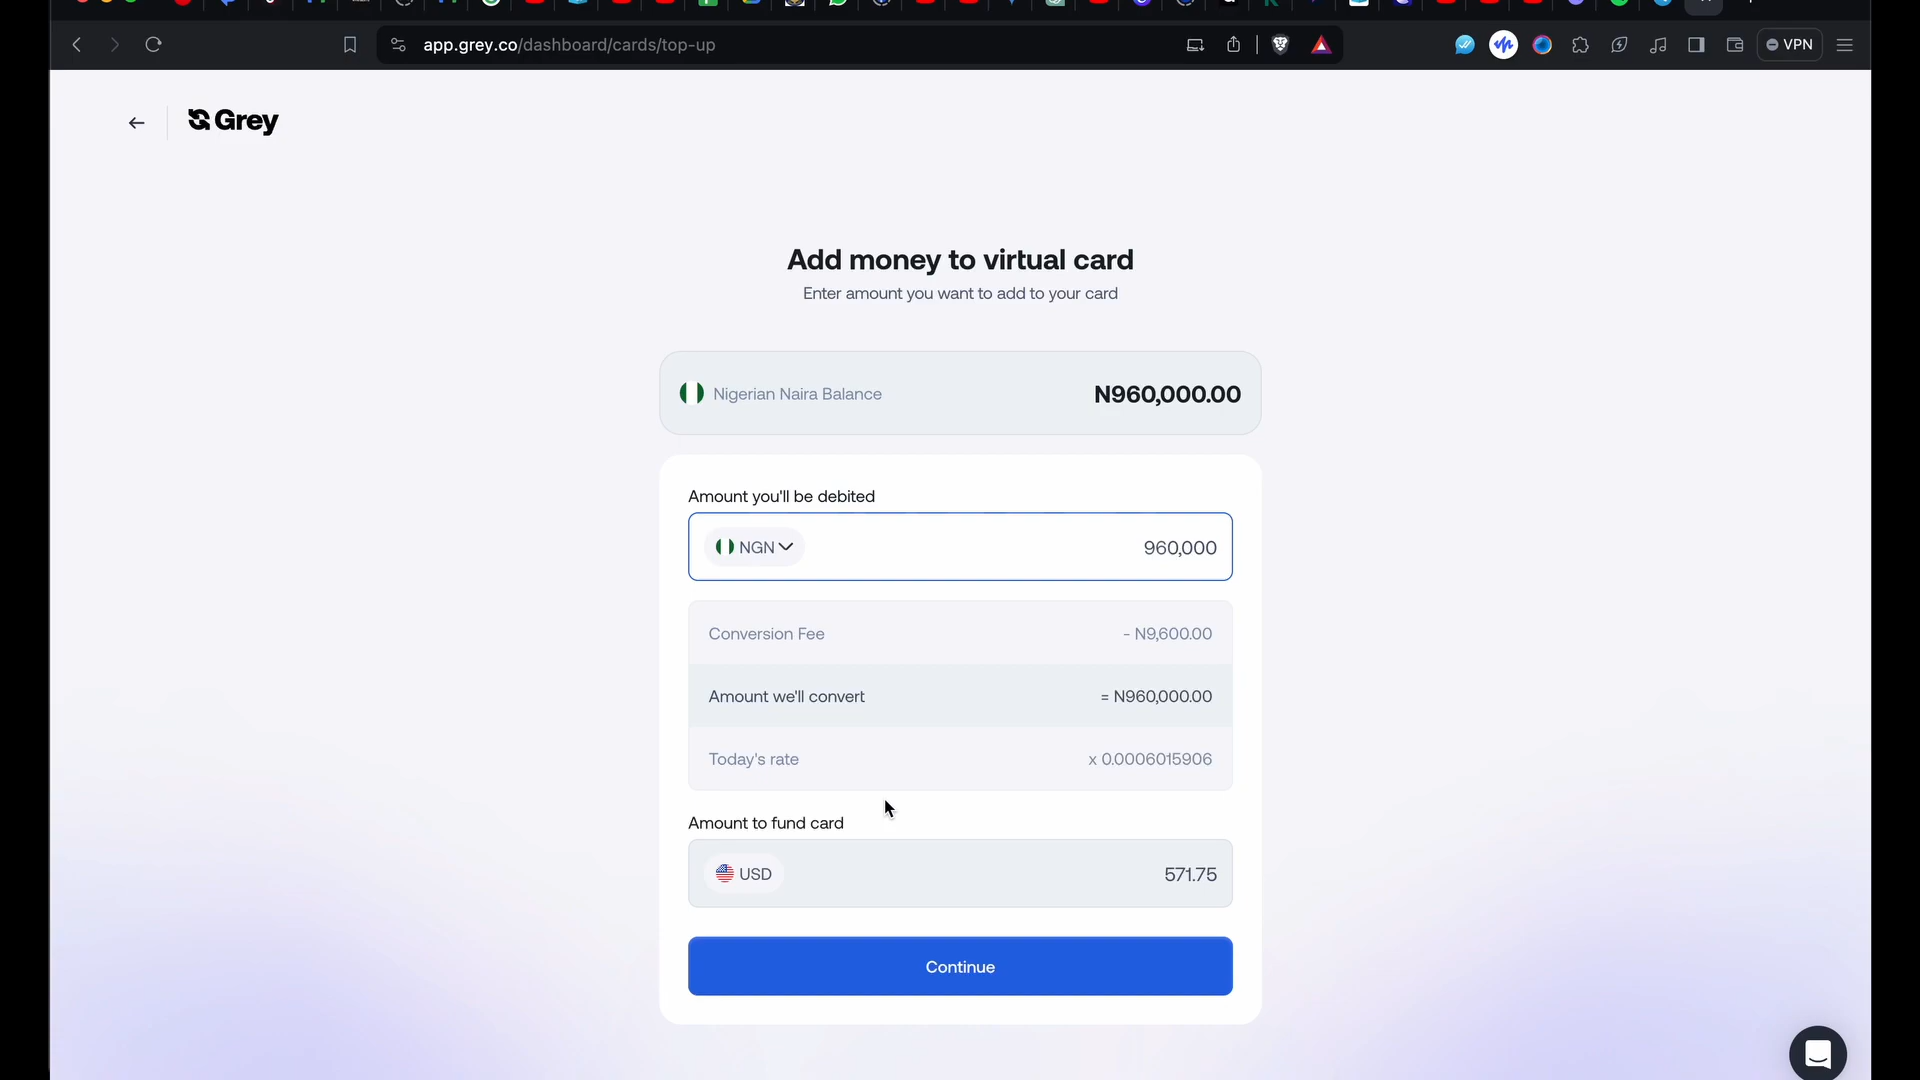 app.grey.co/dashboard/cards/top-up
VPN
Grey
Add money to virtual card
Enter amount you want to add to your card
Nigerian Naira Balance
N960,000.00
Amount you'll be debited
NGN
960,000
Conversion Fee
- N9,600.00
Amount we'll convert
= N960,000.00
Today's rate
x 0.0006015906
Amount to fund card
USD
571.75
Continue